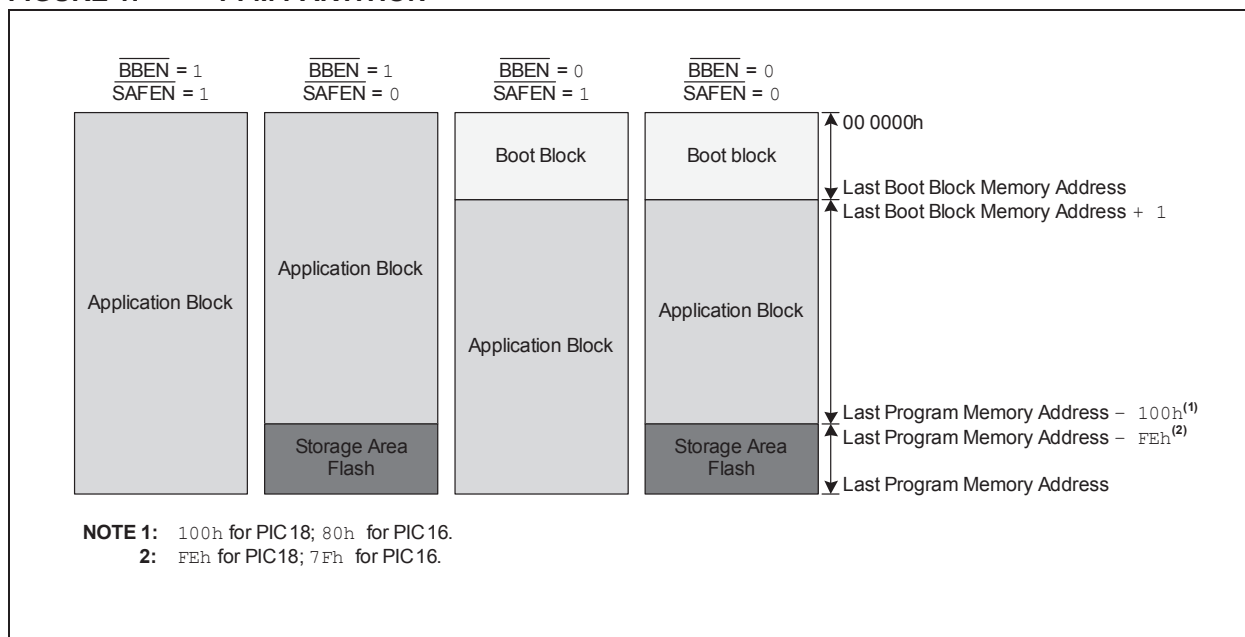 BBEN = 1
SAFEN = 1
BBEN = 1
SAFEN = 0
BBEN = 0
SAFEN = 1
BBEN = 0
SAFEN = 0
Application Block
Application Block
Storage Area
Flash
Boot Block
Application Block
Boot block
Application Block
Storage Area
Flash
00 0000h
Last Boot Block Memory Address
Last Boot Block Memory Address + 1
Last Program Memory Address – 100h(1)
Last Program Memory Address – FEh(2)
Last Program Memory Address
NOTE 1: 100h for PIC18; 80h for PIC16.
2: FEh for PIC18; 7Fh for PIC16.